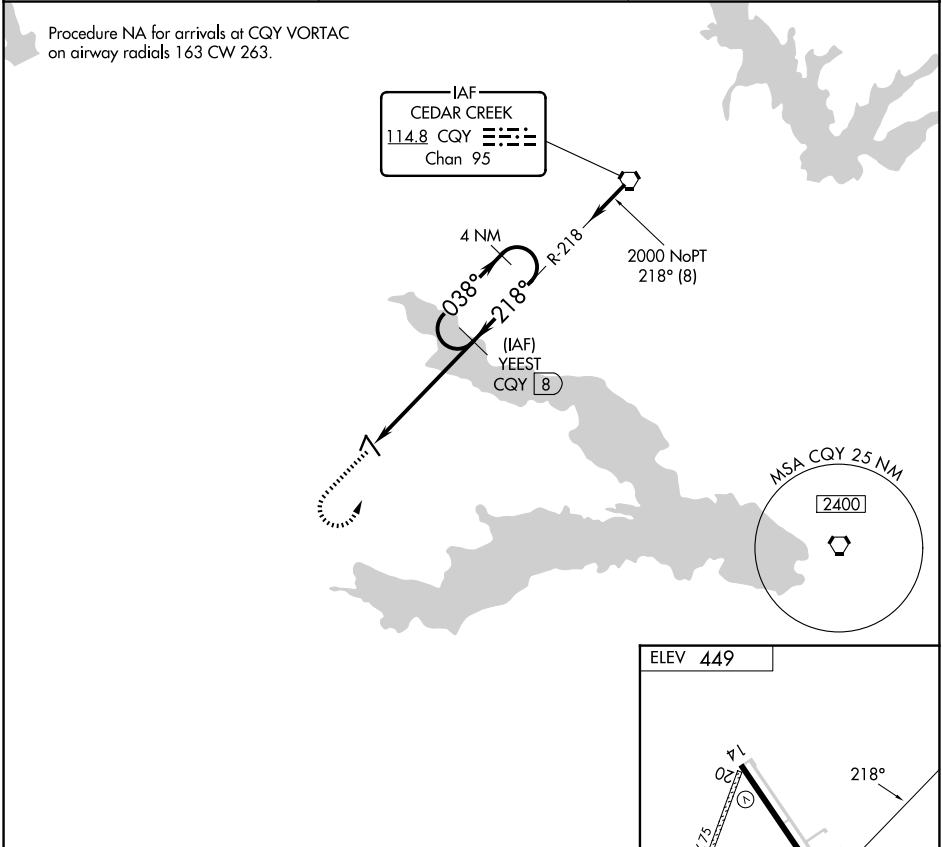 Procedure NA for arrivals at CQY VORTAC
on airway radials 163 CW 263.
IAF
CEDAR CREEK
114.8 CQY
Chan 95
4 NM
R-218
2000 NoPT
218° (8)
038°
218°
(IAF)
YEEST
CQY 8
MSA CQY 25 NM
2400
ELEV 449
14
20
V
218°
75